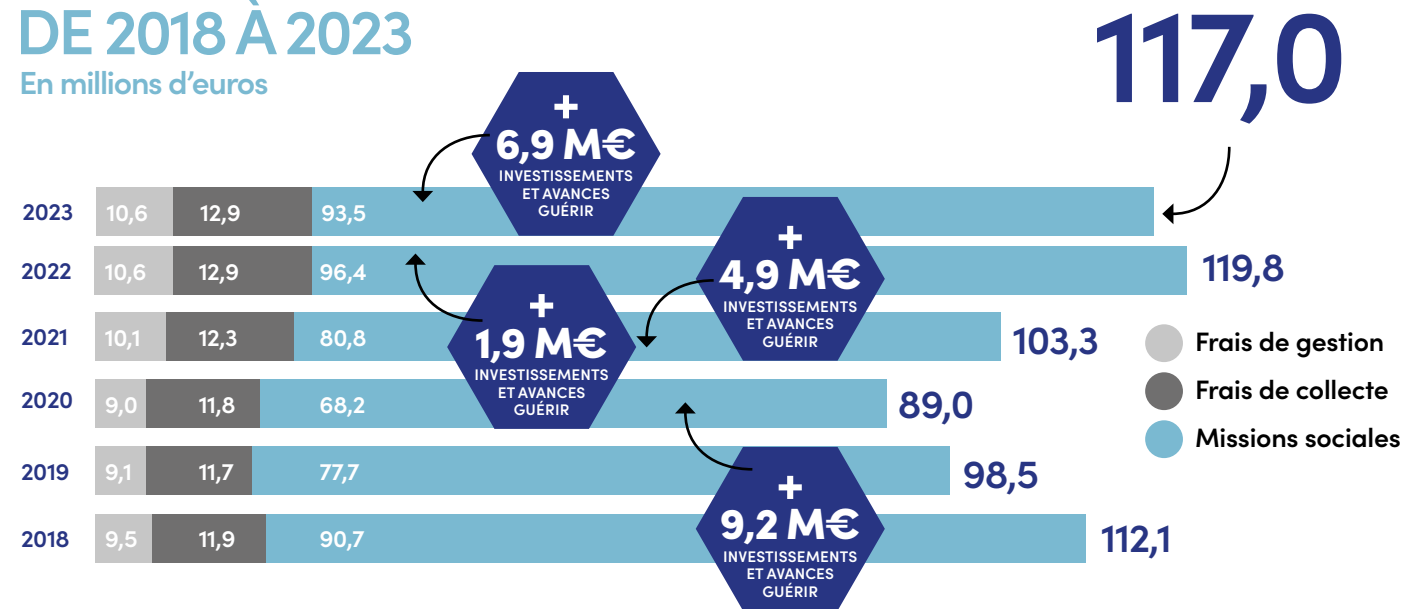 DE 2018 À 2023
En millions d’euros
117,0
+
6,9 M€
INVESTISSEMENTS
ET AVANCES
GUÉRIR
2023 10,6 12,9 93,5
+
4,9 M€
INVESTISSEMENTS
ET AVANCES
GUÉRIR
2022 10,6 12,9 96,4 119,8
+
1,9 M€
INVESTISSEMENTS
ET AVANCES
GUÉRIR
2021 10,1 12,3 80,8 103,3
2020 9,0 11,8 68,2 89,0
2019 9,1 11,7 77,7 98,5
+
9,2 M€
INVESTISSEMENTS
ET AVANCES
GUÉRIR
2018 9,5 11,9 90,7 112,1
Frais de gestion
Frais de collecte
Missions sociales